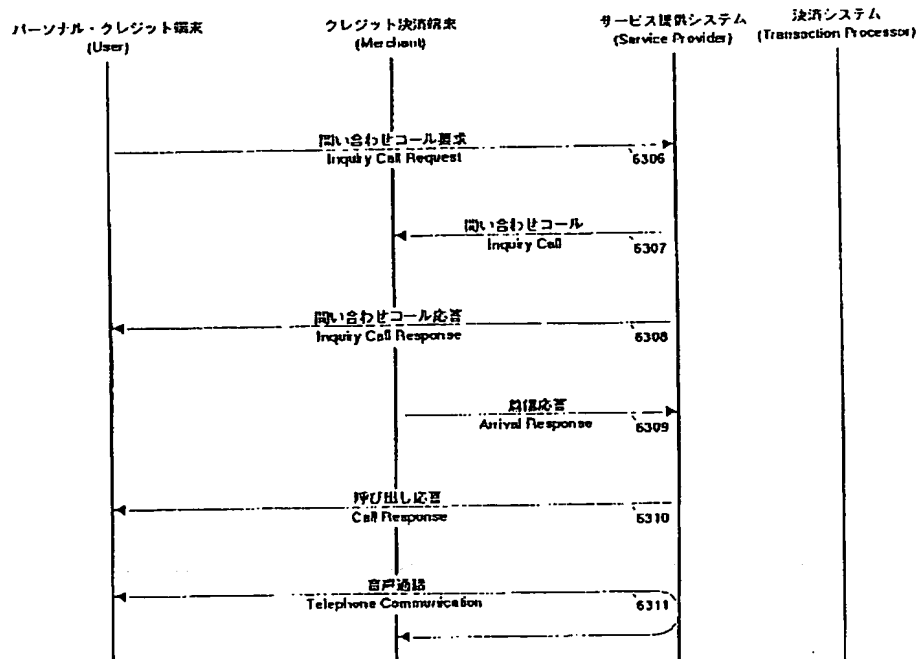 パーソナル・クレジット端末
(User)
クレジット決済端末
(Merchant)
サービス提供システム
(Service Provider)
決済システム
(Transaction Processor)
問い合わせコール要求
Inquiry Call Request
6306
問い合わせコール
Inquiry Call
6307
問い合わせコール応答
Inquiry Call Response
6308
着信応答
Arrival Response
6309
呼び出し応答
Call Response
6310
音声通話
Telephone Communication
6311